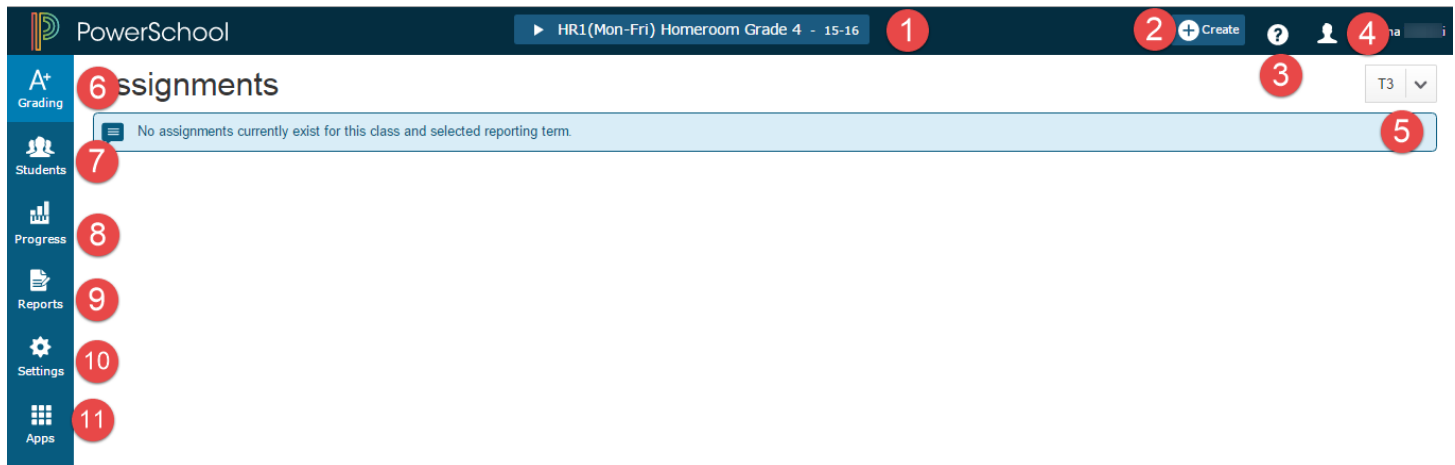 PowerSchool
HR1(Mon-Fri) Homeroom Grade 4 - 15-16
1
2
Create
?
3
4
A+
Grading
6
ssignments
T3
No assignments currently exist for this class and selected reporting term.
5
Students
7
Progress
8
Reports
9
Settings
10
Apps
11